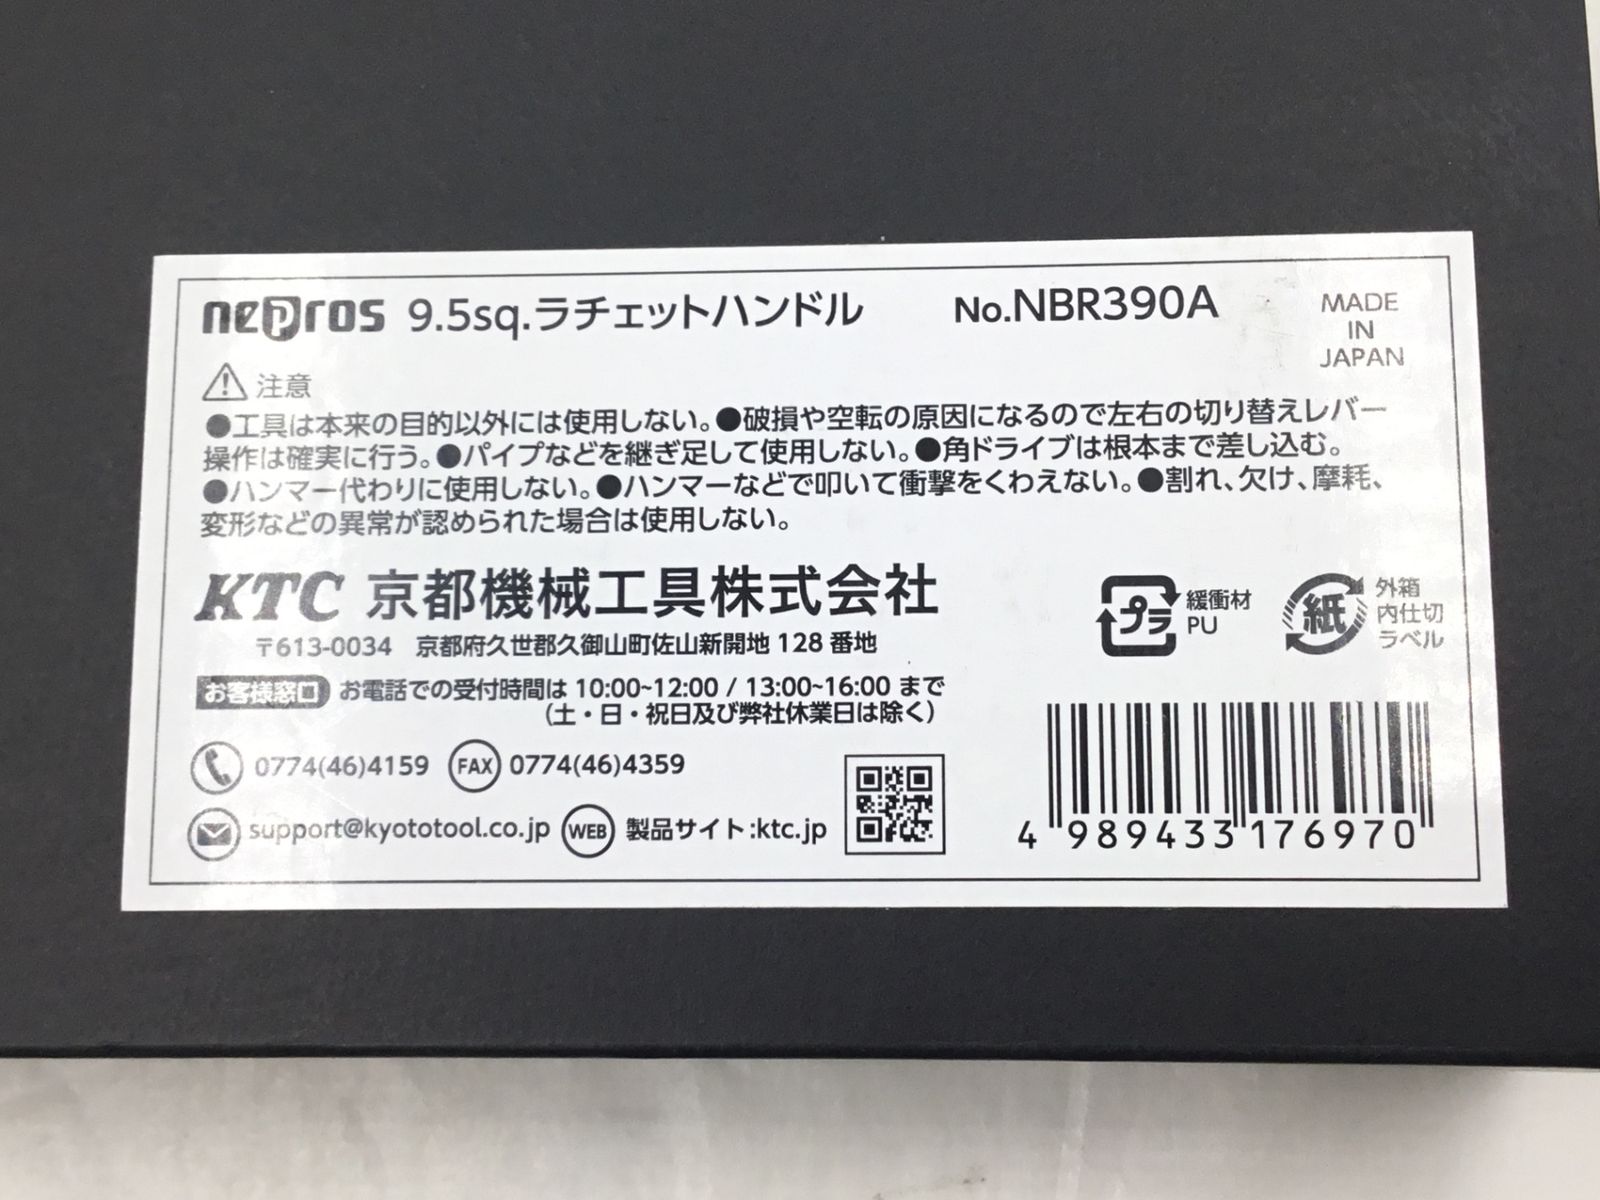 nepros 9.5sq.ラチェットハンドル No.NBR390A
MADE
IN
JAPAN
注意
●工具は本来の目的以外には使用しない。●破損や空転の原因になるので左右の切り替えレバー
操作は確実に行う。●パイプなどを継ぎ足して使用しない。●角ドライブは根本まで差し込む。
●ハンマー代わりに使用しない。●ハンマーなどで叩いて衝撃をくわえない。●割れ、欠け、摩耗、
変形などの異常が認められた場合は使用しない。
KTC 京都機械工具株式会社
〒613-0034 京都府久世郡久御山町佐山新開地 128 番地
お客様窓口 お電話での受付時間は 10:00~12:00 / 13:00~16:00 まで
(土・日・祝日及び弊社休業日は除く)
0774(46)4159 FAX 0774(46)4359
support@kyototool.co.jp WEB 製品サイト:ktc.jp
プラ 緩衝材
PU
紙 外箱
内仕切
ラベル
4 989433 176970